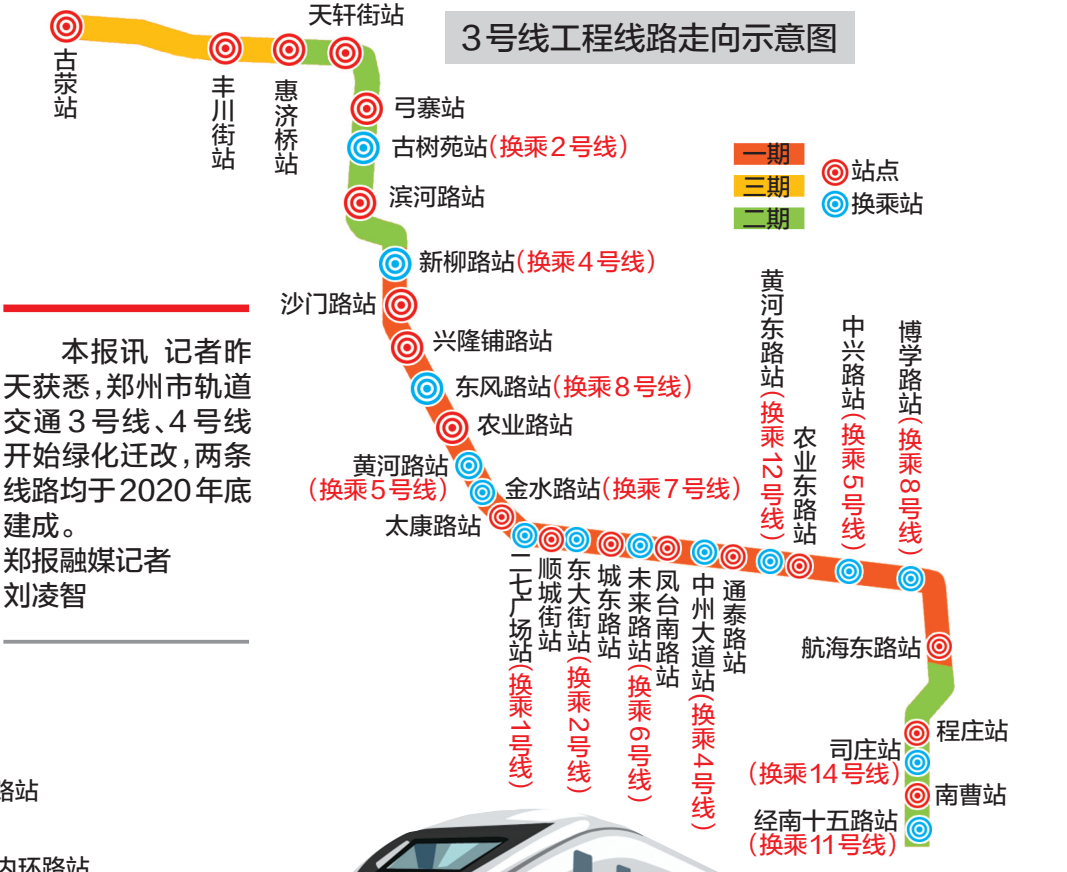 3号线工程线路走向示意图
天轩街站
古荥站
丰川街站
惠济桥站
弓寨站
古树苑站(换乘2号线)
滨河路站
一期
三期
二期
站点
换乘站
新柳路站(换乘4号线)
沙门路站
兴隆铺路站
东风路站(换乘8号线)
农业路站
黄河路站
(换乘5号线)
金水路站(换乘7号线)
太康路站
二七广场站(换乘1号线)
顺城街站
东大街站(换乘2号线)
城东路站
未来路站(换乘6号线)
凤台南路站
中州大道站(换乘4号线)
通泰路站
黄河东路站(换乘12号线)
农业东路站
中兴路站(换乘5号线)
博学路站(换乘8号线)
航海东路站
程庄站
司庄站
(换乘14号线)
南曹站
经南十五路站
(换乘11号线)
本报讯 记者昨
天获悉,郑州市轨道
交通3号线、4号线
开始绿化迁改,两条
线路均于2020年底
建成。
郑报融媒记者
刘凌智
路站
内环路站